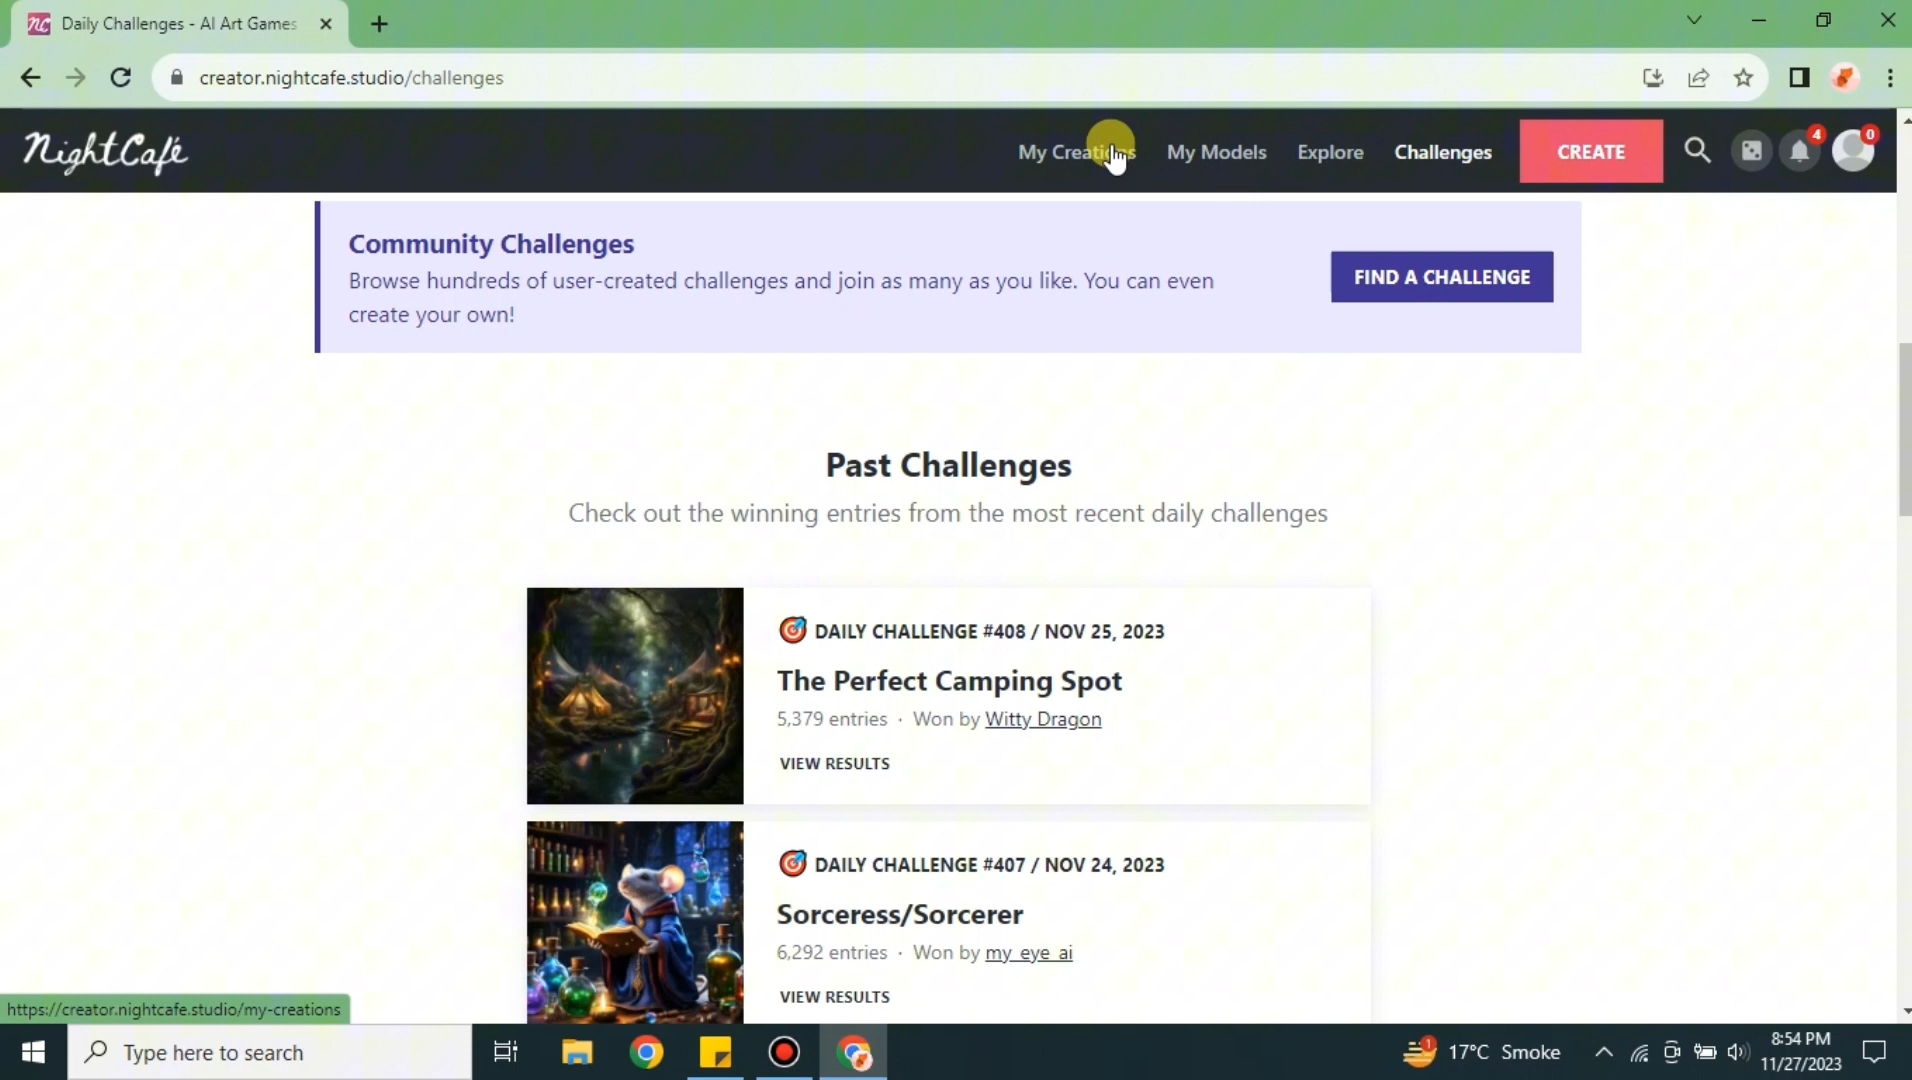 Daily Challenges - AI Art Games
creator.nightcafe.studio/challenges
NightCafé
My Creations
My Models
Explore
Challenges
CREATE
4
0
Community Challenges
Browse hundreds of user-created challenges and join as many as you like. You can even
create your own!
FIND A CHALLENGE
Past Challenges
Check out the winning entries from the most recent daily challenges
DAILY CHALLENGE #408 / NOV 25, 2023
The Perfect Camping Spot
5,379 entries · Won by Witty Dragon
VIEW RESULTS
DAILY CHALLENGE #407 / NOV 24, 2023
Sorceress/Sorcerer
6,292 entries · Won by my_eye_ai
VIEW RESULTS
https://creator.nightcafe.studio/my-creations
Type here to search
1
17°C Smoke
8:54 PM
11/27/2023